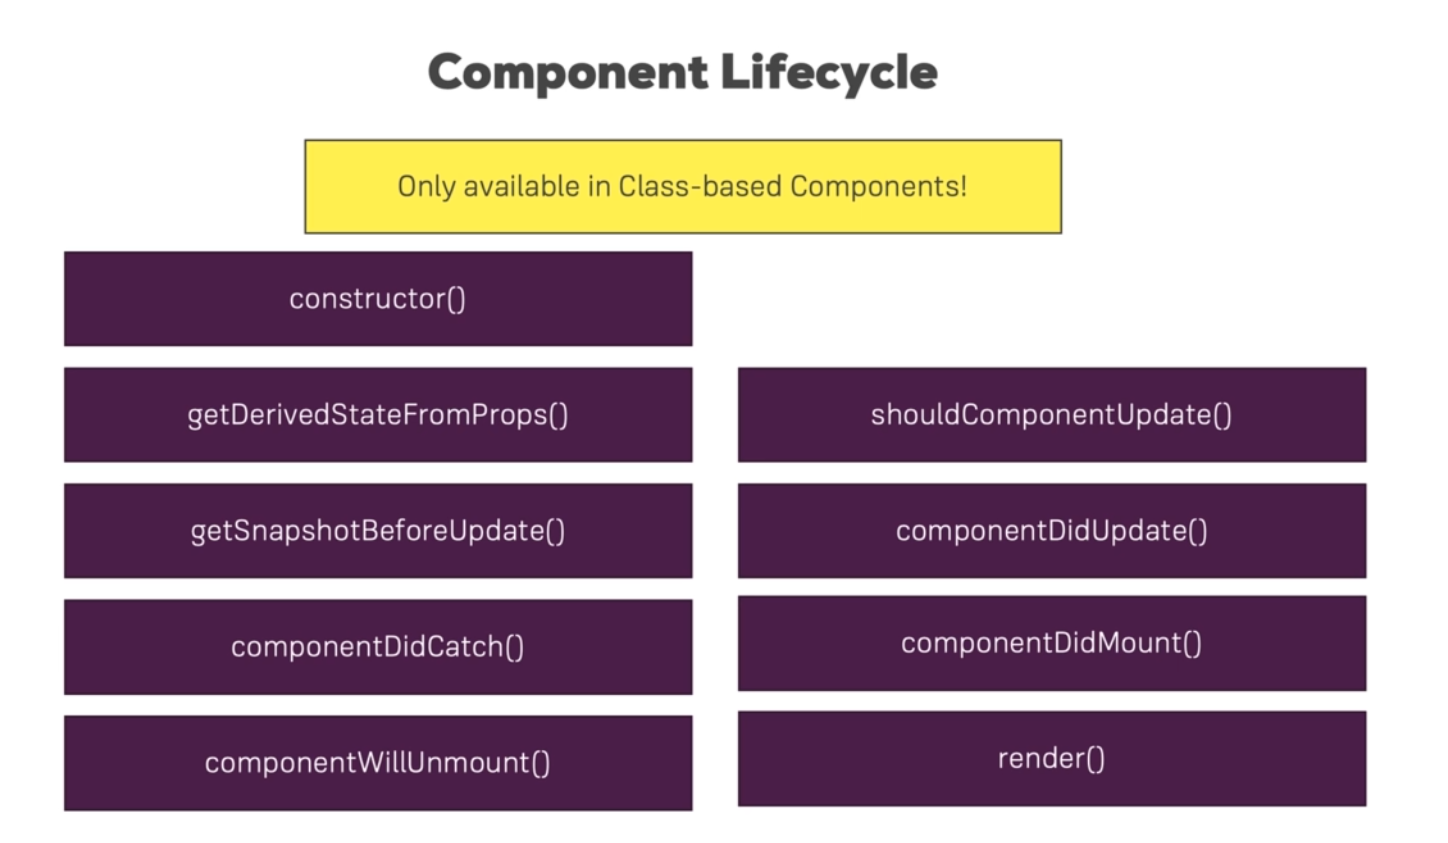 Component Lifecycle
Only available in Class-based Components!
constructor()
getDerivedStateFromProps()
shouldComponentUpdate()
getSnapshotBeforeUpdate()
componentDidUpdate()
componentDidCatch()
componentDidMount()
componentWillUnmount()
render()